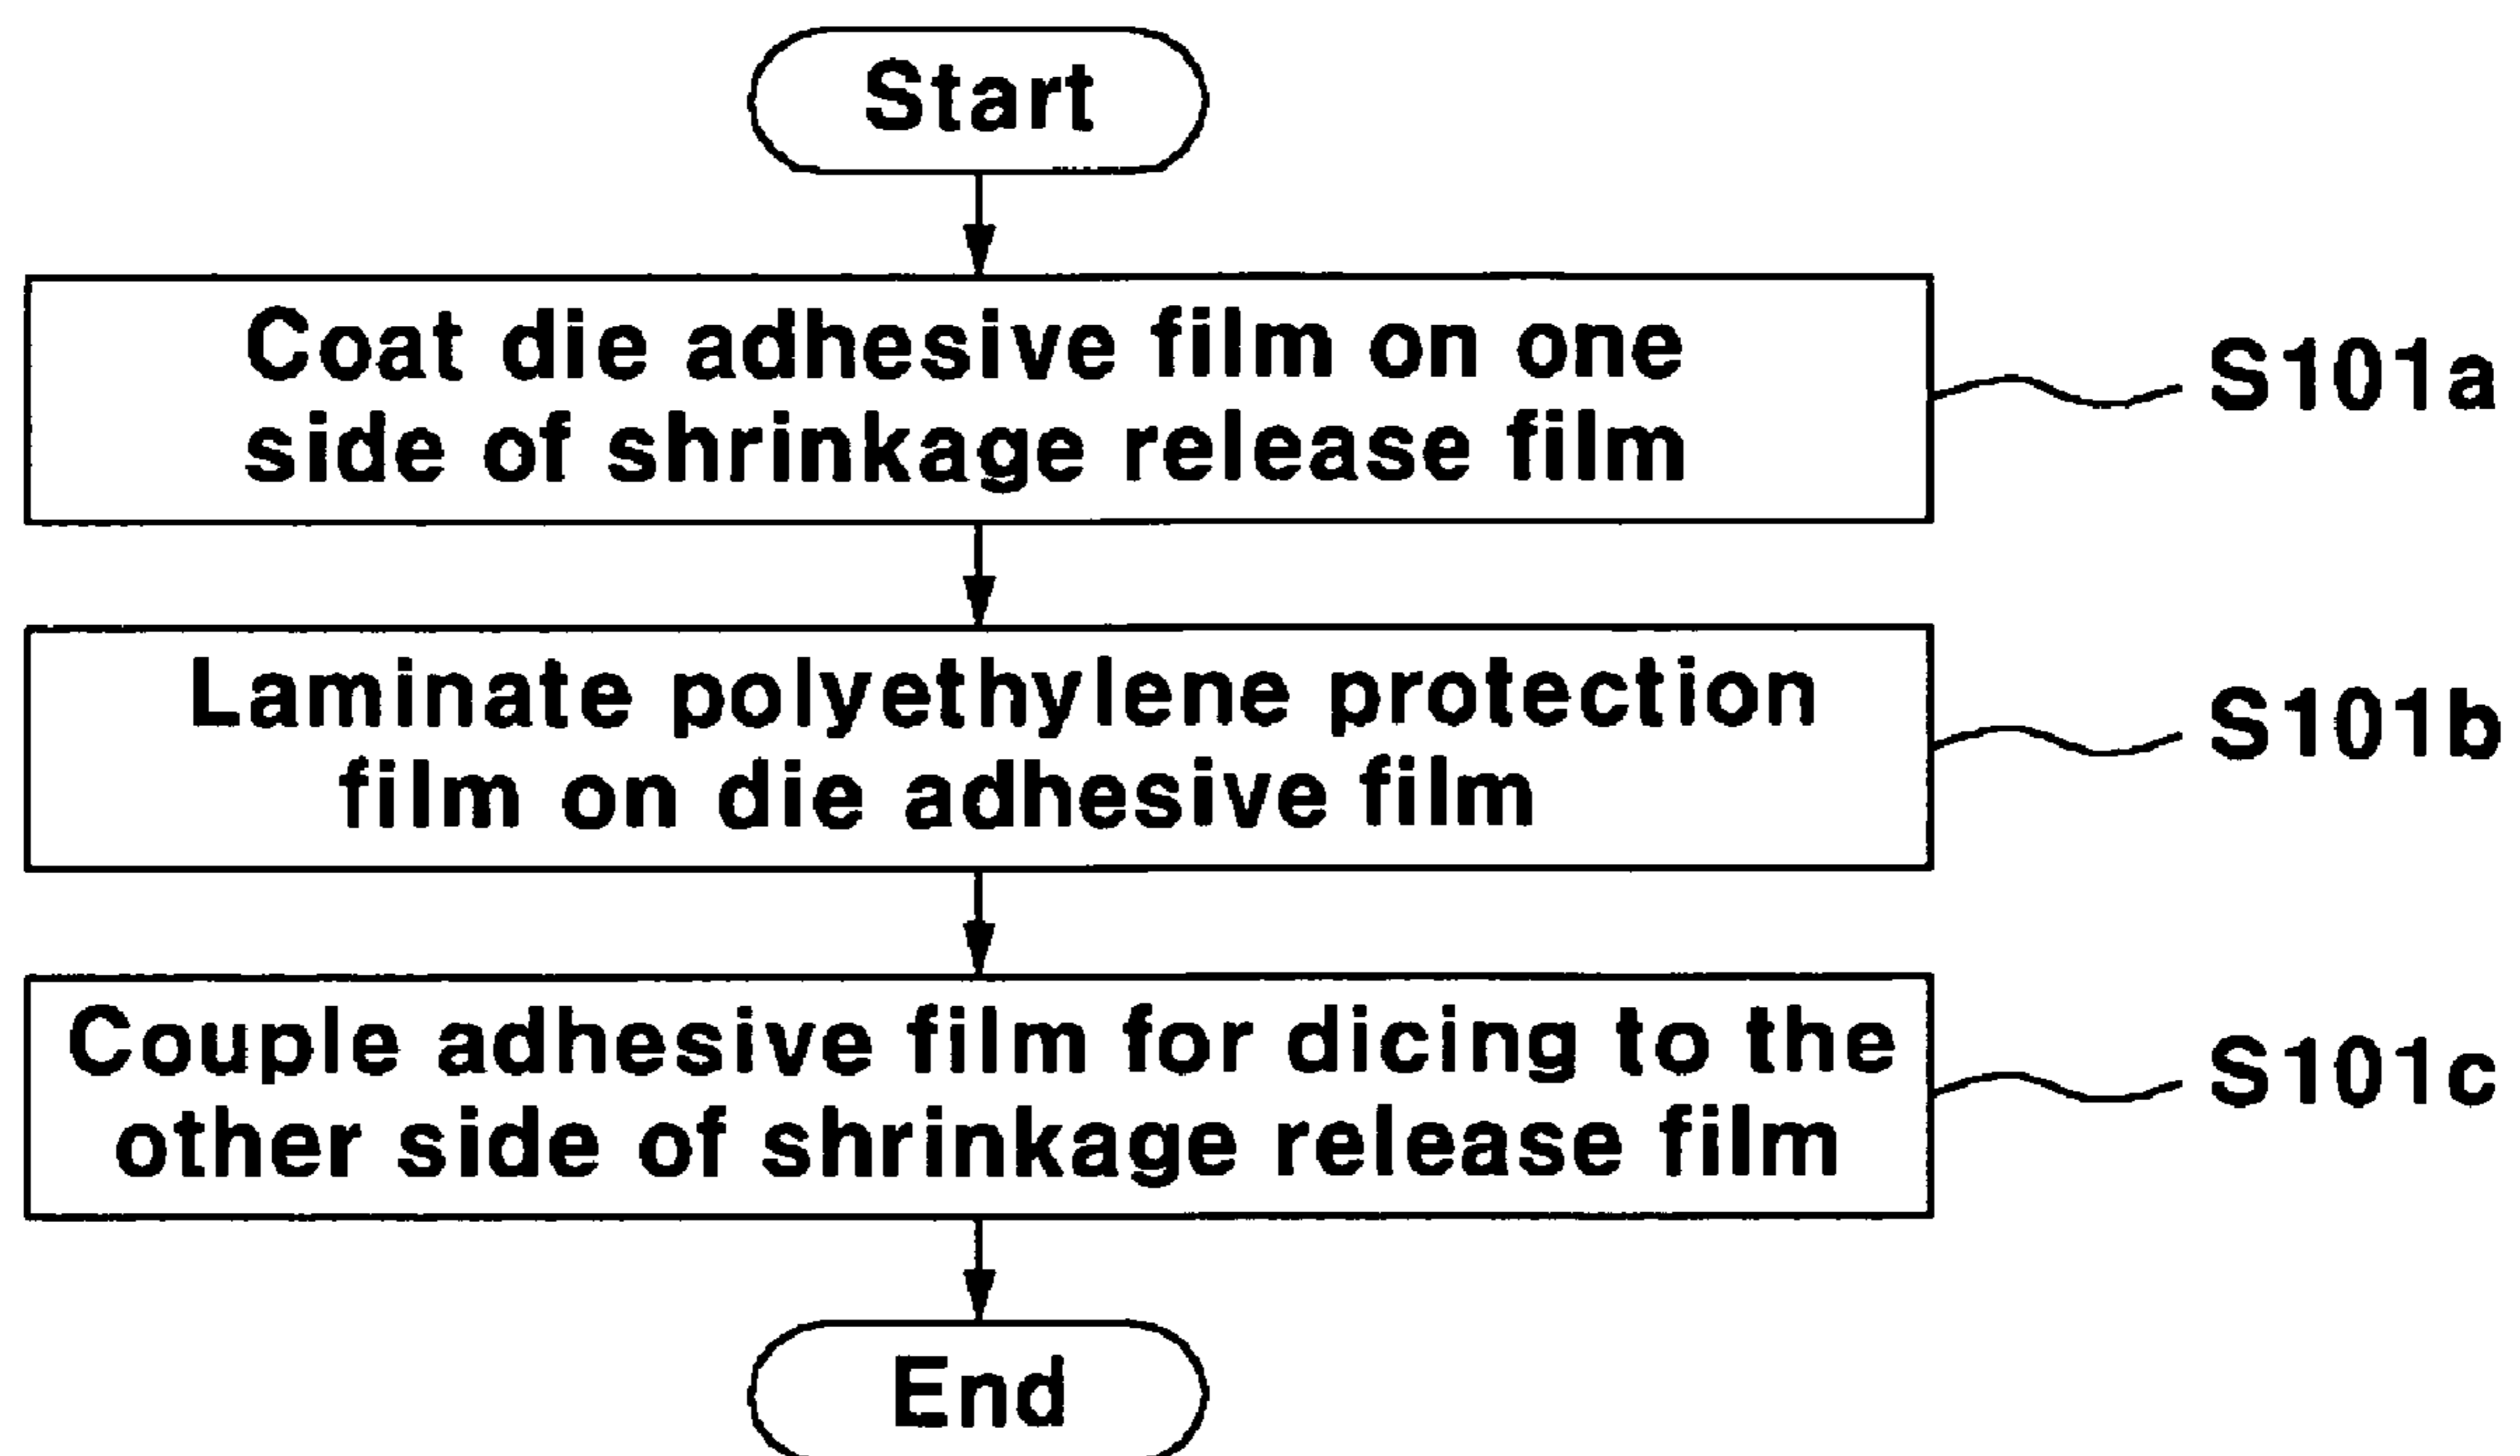 Start
Coat die adhesive film on one
side of shrinkage release film
S101a
Laminate polyethylene protection
film on die adhesive film
S101b
Couple adhesive film for dicing to the
other side of shrinkage release film
S101c
End